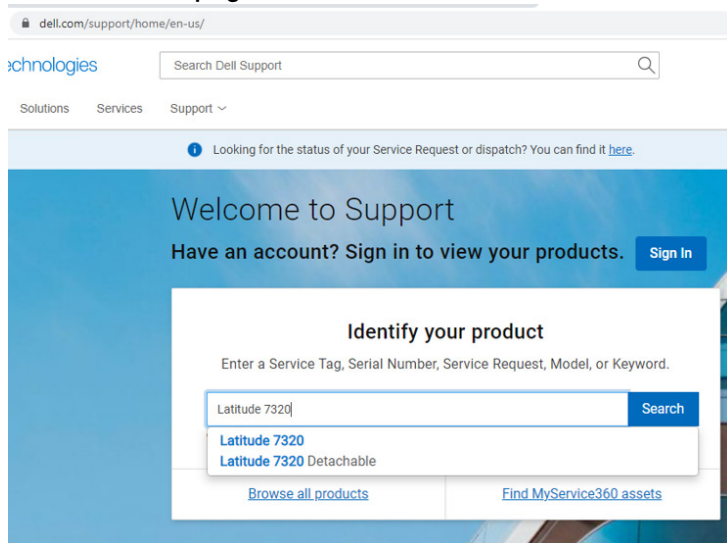 dell.com/support/home/en-us/
Search Dell Support
Solutions Services Support
Looking for the status of your Service Request or dispatch? You can find it here.
Welcome to Support
Have an account? Sign in to view your products. Sign In
Identify your product
Enter a Service Tag, Serial Number, Service Request, Model, or Keyword.
Latitude 7320 Search
Latitude 7320
Latitude 7320 Detachable
Browse all products Find MyService360 assets